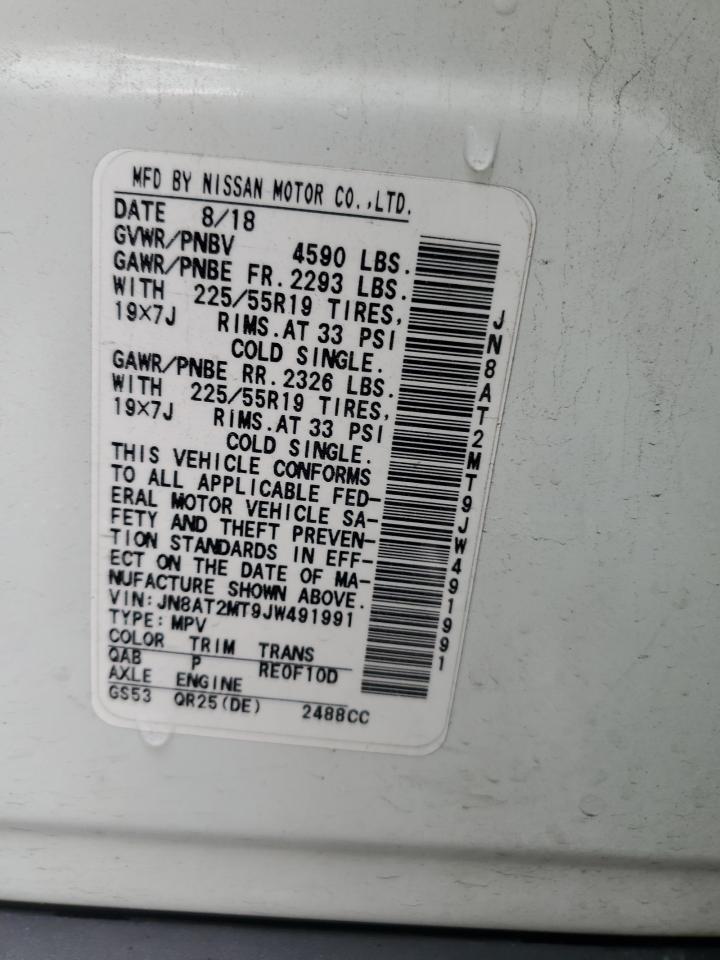 MFD BY NISSAN MOTOR CO.,LTD.
DATE 8/18
GVWR/PNBV 4590 LBS.
GAWR/PNBE FR. 2293 LBS.
WITH 225/55R19 TIRES,
19×7J RIMS.AT 33 PSI
COLD SINGLE.
GAWR/PNBE RR. 2326 LBS.
WITH 225/55R19 TIRES,
19×7J RIMS.AT 33 PSI
COLD SINGLE.
THIS VEHICLE CONFORMS
TO ALL APPLICABLE FED-
ERAL MOTOR VEHICLE SA-
FETY AND THEFT PREVEN-
TION STANDARDS IN EFF-
ECT ON THE DATE OF MA-
NUFACTURE SHOWN ABOVE.
VIN:JN8AT2MT9JW491991
TYPE:MPV
COLOR TRIM TRANS
QAB P RE0F10D
AXLE ENGINE
GS53 QR25(DE) 2488CC
JN8AT2MT9JW491991